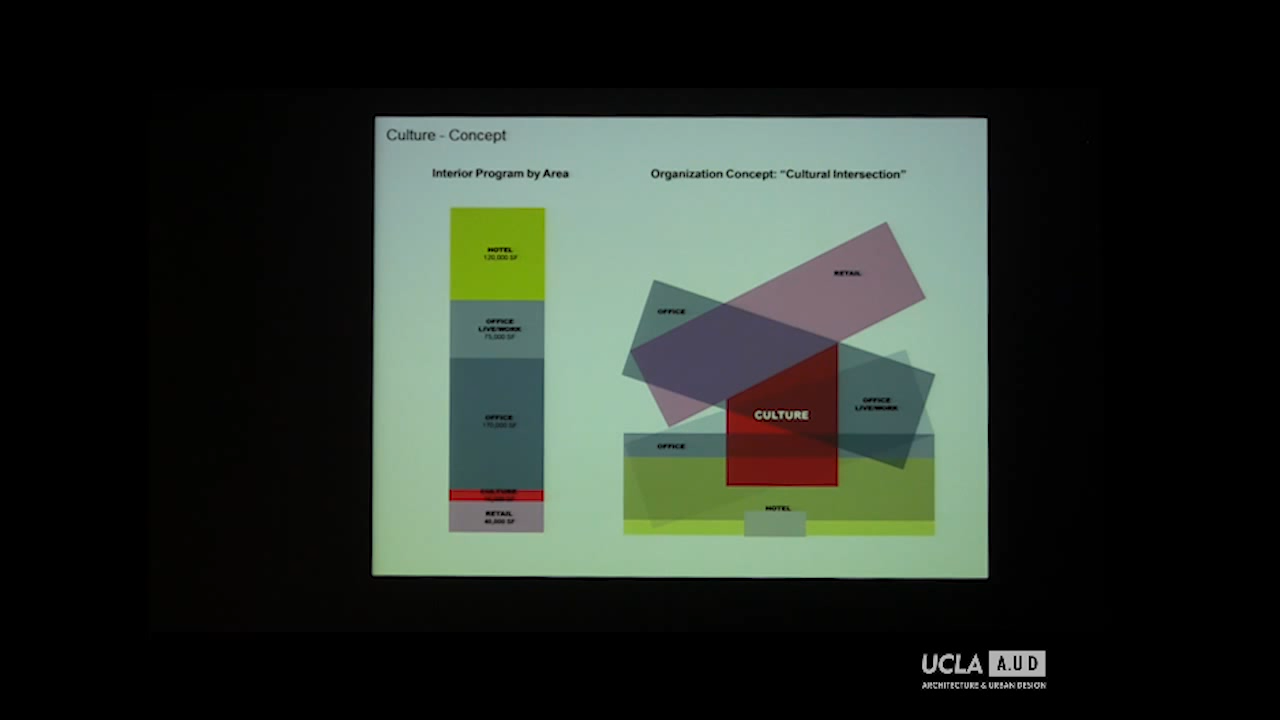 Culture - Concept
Interior Program by Area
Organization Concept: “Cultural Intersection”
HOTEL
120,000 SF
OFFICE
LIVE/WORK
75,000 SF
OFFICE
170,000 SF
CULTURE
RETAIL
40,000 SF
RETAIL
OFFICE
CULTURE
OFFICE
LIVE/WORK
OFFICE
HOTEL
UCLA A.U D
ARCHITECTURE & URBAN DESIGN